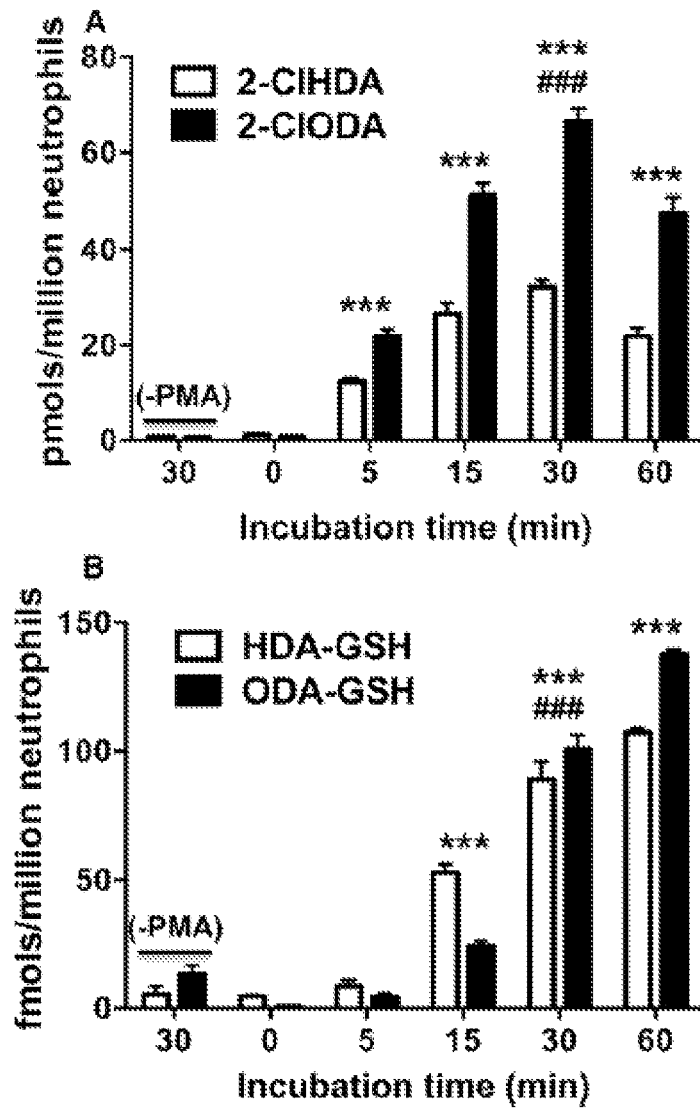 A
80
60
40
20
0
pmols/million neutrophils
2-ClHDA
2-ClODA
(-PMA)
***
***
***
###
***
30 0 5 15 30 60
Incubation time (min)
B
150
100
50
0
fmols/million neutrophils
HDA-GSH
ODA-GSH
(-PMA)
***
***
###
***
30 0 5 15 30 60
Incubation time (min)